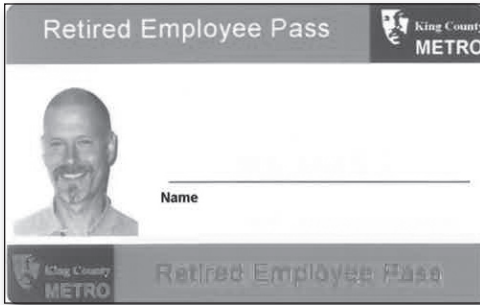 Retired Employee Pass
King County
METRO
Name
King County
METRO
Retired Employee Pass